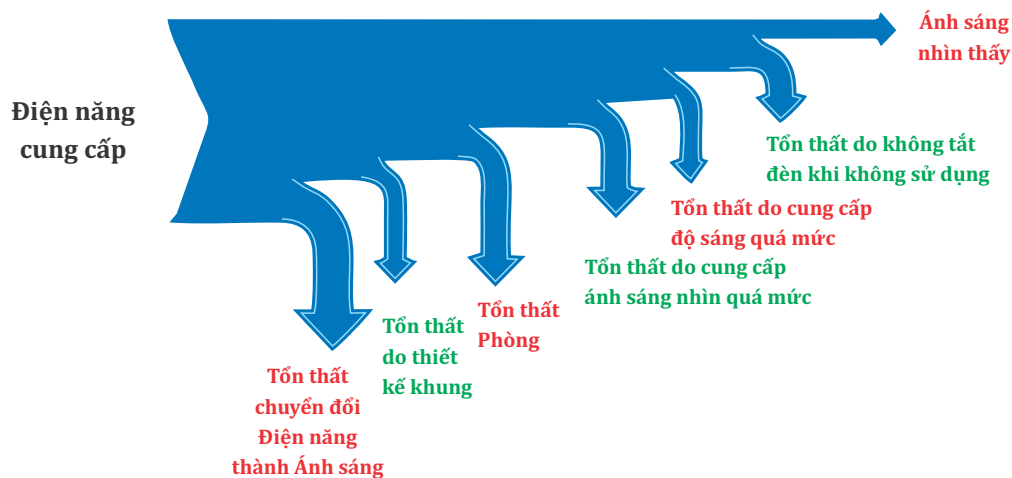 Ánh sáng
nhìn thấy
Điện năng
cung cấp
Tổn thất do không tắt
đèn khi không sử dụng
Tổn thất do cung cấp
độ sáng quá mức
Tổn thất do cung cấp
ánh sáng nhìn quá mức
Tổn thất
Phòng
Tổn thất
do thiết
kế khung
Tổn thất
chuyển đổi
Điện năng
thành Ánh sáng